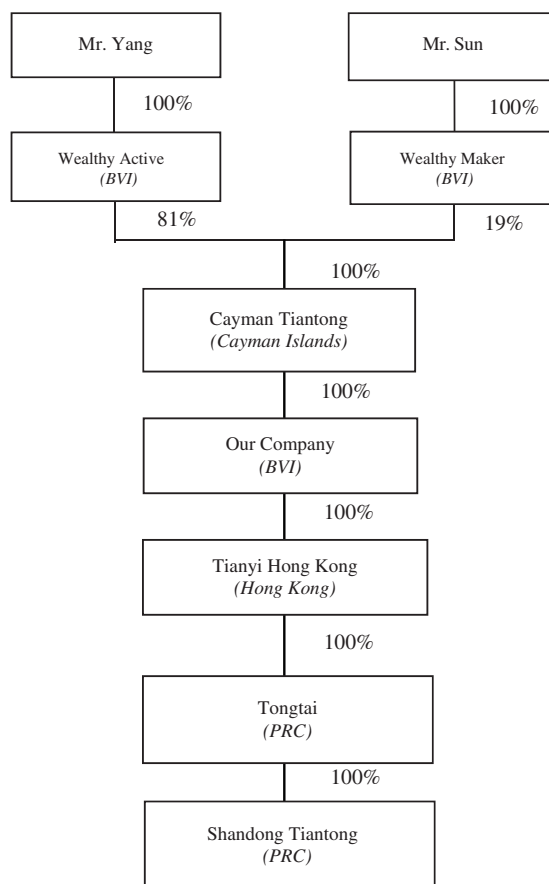 Mr. Yang
Mr. Sun
100%
100%
Wealthy Active
(BVI)
Wealthy Maker
(BVI)
81%
19%
100%
Cayman Tiantong
(Cayman Islands)
100%
Our Company
(BVI)
100%
Tianyi Hong Kong
(Hong Kong)
100%
Tongtai
(PRC)
100%
Shandong Tiantong
(PRC)